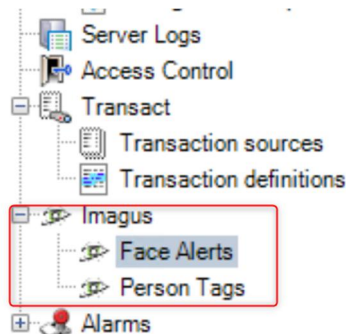 Server Logs
Access Control
Transact
Transaction sources
Transaction definitions
Imagus
Face Alerts
Person Tags
Alarms